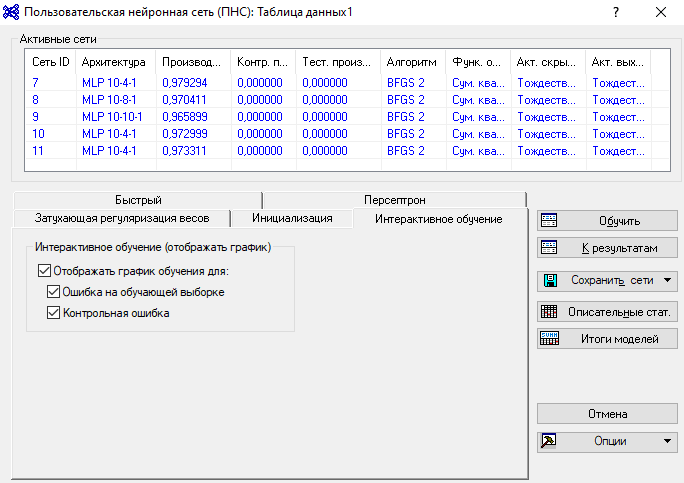 Пользовательская нейронная сеть (ПНС): Таблица данных1
Активные сети
Сеть ID Архитектура Производ... Контр. п... Тест. произ... Алгоритм Функ. о... Акт. скры... Акт. вых...
7 MLP 10-4-1 0,979294 0,000000 0,000000 BFGS 2 Сум. ква... Тождеств... Тождест...
8 MLP 10-8-1 0,970411 0,000000 0,000000 BFGS 2 Сум. ква... Тождеств... Тождест...
9 MLP 10-10-1 0,965899 0,000000 0,000000 BFGS 2 Сум. ква... Тождеств... Тождест...
10 MLP 10-4-1 0,972999 0,000000 0,000000 BFGS 2 Сум. ква... Тождеств... Тождест...
11 MLP 10-4-1 0,973311 0,000000 0,000000 BFGS 2 Сум. ква... Тождеств... Тождест...
Быстрый Персептрон
Затухающая регуляризация весов Инициализация Интерактивное обучение
Интерактивное обучение (отображать график)
Отображать график обучения для:
Ошибка на обучающей выборке
Контрольная ошибка
Обучить
К результатам
Сохранить сети
Описательные стат.
Итоги моделей
Отмена
Опции